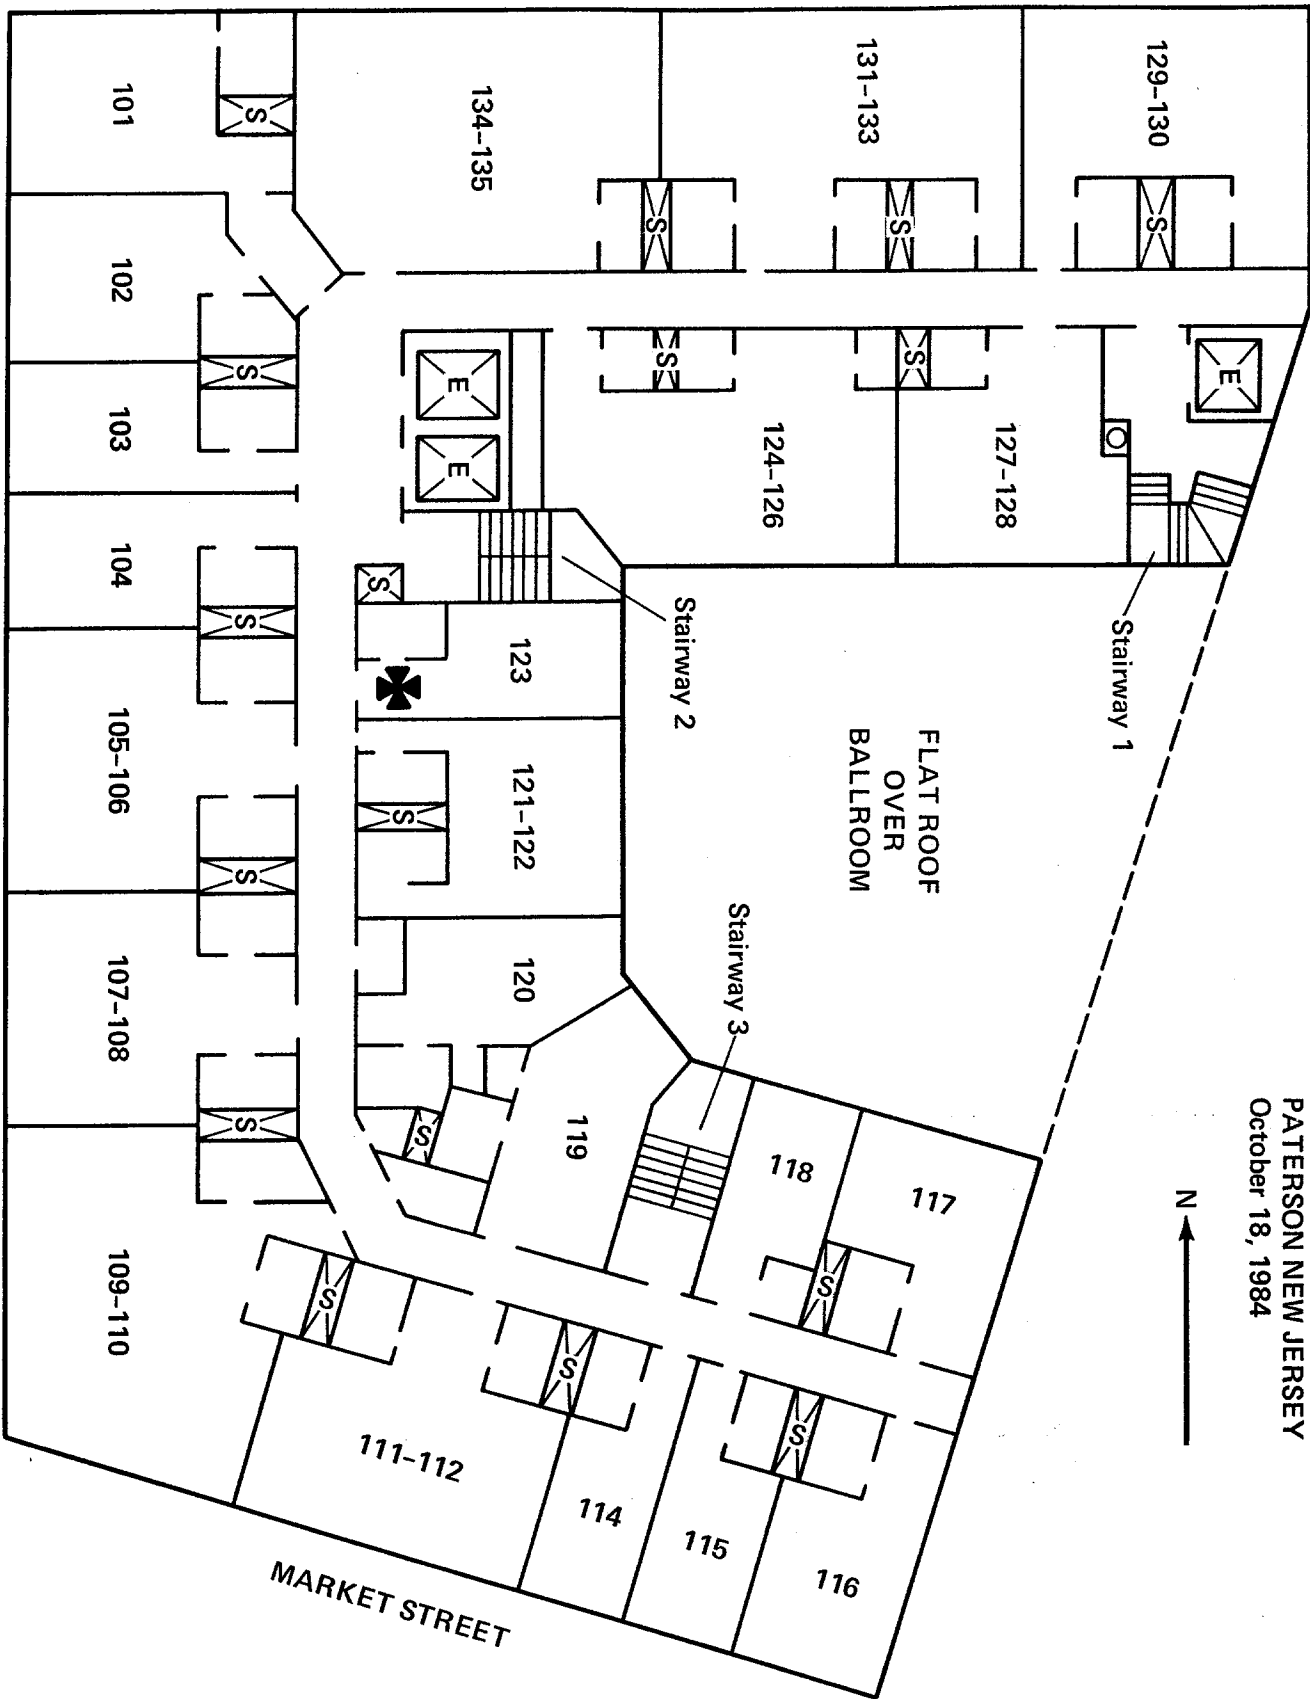 PATERSON NEW JERSEY
October 18, 1984
N
129–130
S
E
Stairway 1
131–133
S
S
127–128
FLAT ROOF
OVER
BALLROOM
117
118
S
116
S
115
134–135
S
S
124–126
Stairway 2
Stairway 3
114
S
119
E
E
S
123
121–122
S
120
S
111–112
S
MARKET STREET
S
S
S
S
S
S
101
102
103
104
105–106
107–108
109–110